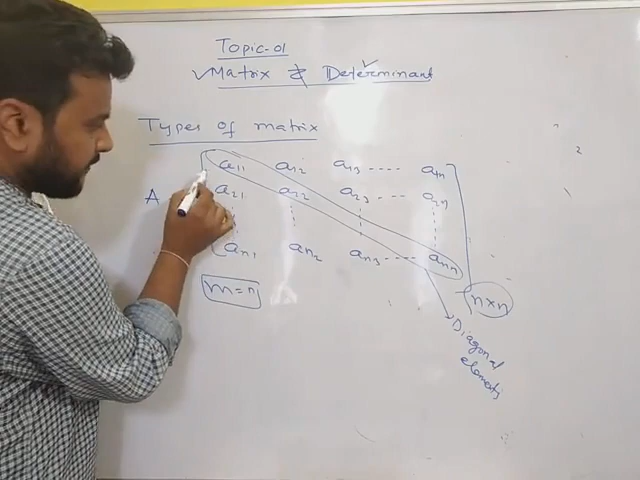 Topic-01
✓Matrix & Determinant
Types of matrix
a11 a12 a13 ---- a1n
A a21 a22 a23 --- a2n
an1 an2 an3 ---- ann
m=n
n×n
Diagonal
elements